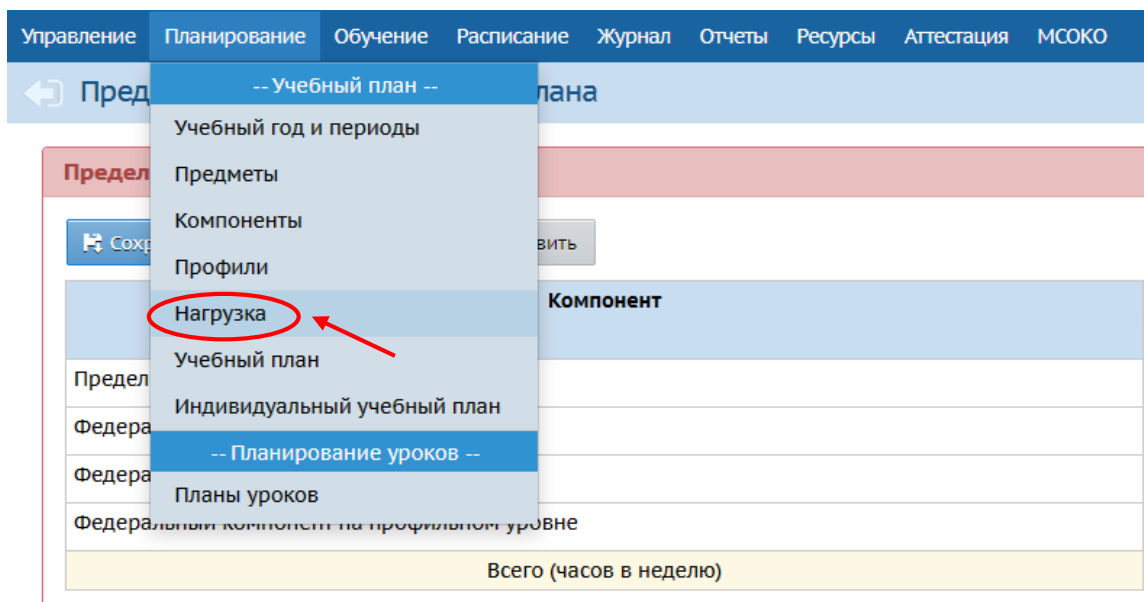 Управление Планирование Обучение Расписание Журнал Отчеты Ресурсы Аттестация МСОКО
-- Учебный план --
Учебный год и периоды
Предметы
Компоненты
Профили
Нагрузка
Учебный план
Индивидуальный учебный план
-- Планирование уроков --
Планы уроков
Пред лана
Предел
Сохр вить
Компонент
Предел
Федера
Федера
Федеральный компонент на профильном уровне
Всего (часов в неделю)